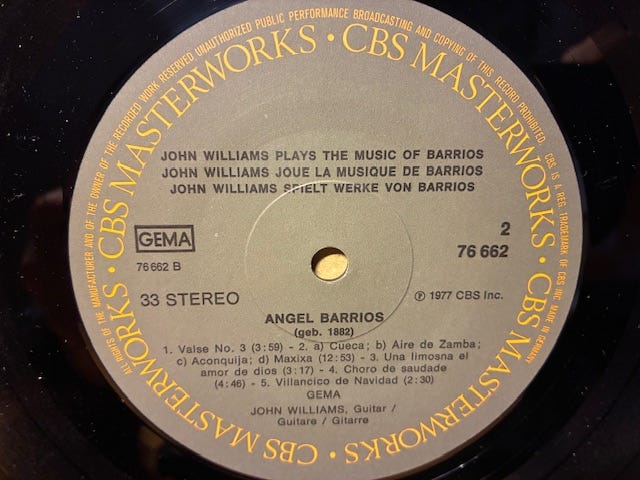 ALL RIGHTS OF THE MANUFACTURER AND OF THE OWNER OF THE RECORDED WORK RESERVED UNAUTHORIZED PUBLIC PERFORMANCE BROADCASTING AND COPYING OF THIS RECORD PROHIBITED. CBS IS A REG. TRADEMARK OF CBS INC. MADE IN GERMANY
CBS MASTERWORKS • CBS MASTERWORKS • CBS MASTERWORKS • CBS MASTERWORKS •
JOHN WILLIAMS PLAYS THE MUSIC OF BARRIOS
JOHN WILLIAMS JOUE LA MUSIQUE DE BARRIOS
JOHN WILLIAMS SPIELT WERKE VON BARRIOS
GEMA
2
76 662 B
76 662
33 STEREO
℗ 1977 CBS Inc.
ANGEL BARRIOS
(geb. 1882)
1. Valse No. 3 (3:59) - 2. a) Cueca; b) Aire de Zamba;
c) Aconquija; d) Maxixa (12:53) - 3. Una limosna el
amor de dios (3:17) - 4. Choro de saudade
(4:46) - 5. Villancico de Navidad (2:30)
GEMA
JOHN WILLIAMS, Guitar /
Guitare / Gitarre